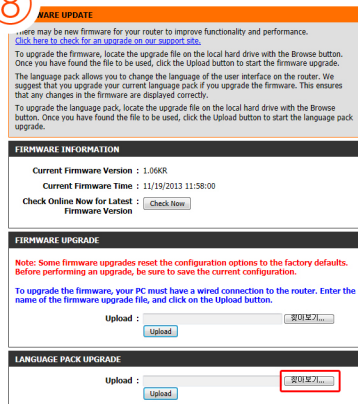 8
WARE UPDATE
There may be new firmware for your router to improve functionality and performance.
Click here to check for an upgrade on our support site.
To upgrade the firmware, locate the upgrade file on the local hard drive with the Browse button.
Once you have found the file to be used, click the Upload button to start the firmware upgrade.
The language pack allows you to change the language of the user interface on the router. We
suggest that you upgrade your current language pack if you upgrade the firmware. This ensures
that any changes in the firmware are displayed correctly.
To upgrade the language pack, locate the upgrade file on the local hard drive with the Browse
button. Once you have found the file to be used, click the Upload button to start the language pack
upgrade.
FIRMWARE INFORMATION
Current Firmware Version : 1.06KR
Current Firmware Time : 11/19/2013 11:58:00
Check Online Now for Latest : Check Now
Firmware Version
FIRMWARE UPGRADE
Note: Some firmware upgrades reset the configuration options to the factory defaults.
Before performing an upgrade, be sure to save the current configuration.
To upgrade the firmware, your PC must have a wired connection to the router. Enter the
name of the firmware upgrade file, and click on the Upload button.
Upload : 찾아보기...
Upload
LANGUAGE PACK UPGRADE
Upload : 찾아보기...
Upload